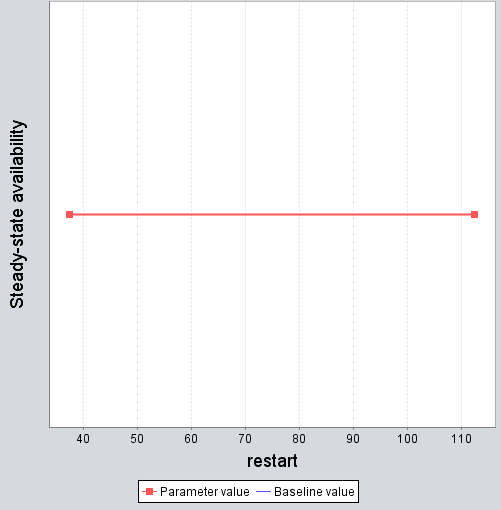 Steady-state availability
40 50 60 70 80 90 100 110
restart
Parameter value Baseline value